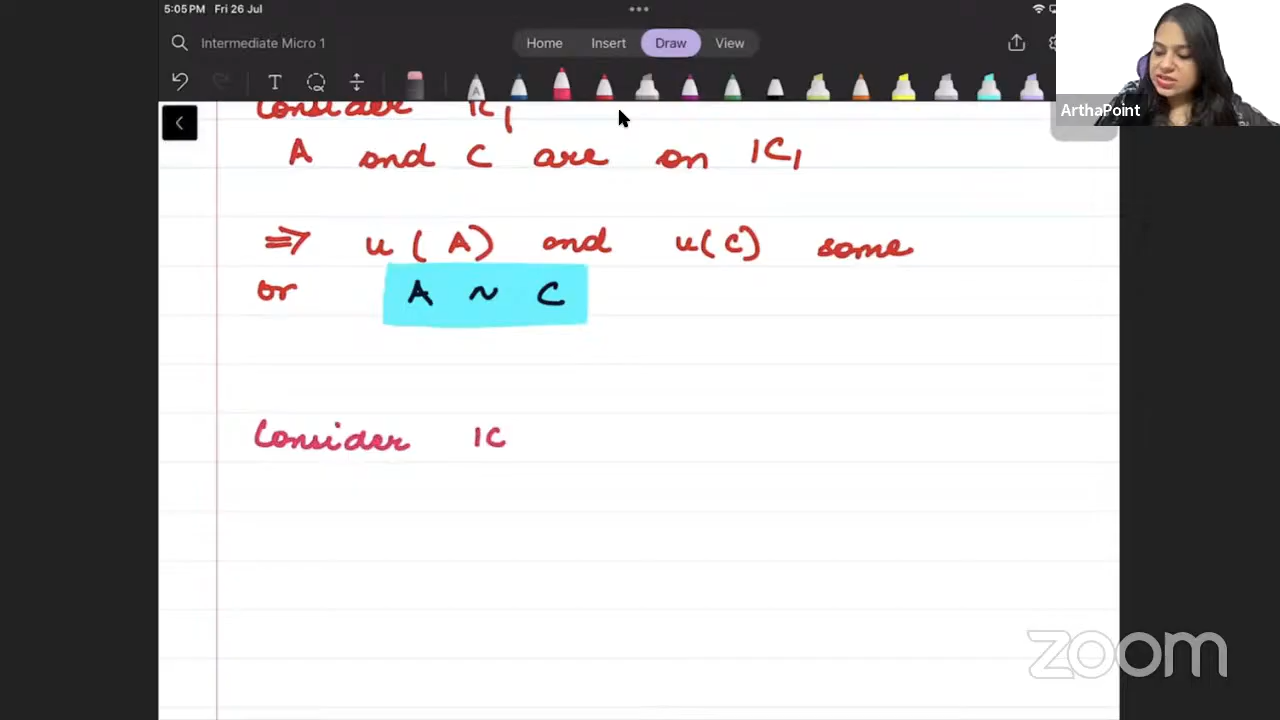 5:05 PM Fri 26 Jul
Intermediate Micro 1
Home Insert Draw View
ArthaPoint
Consider IC1
A and C are on IC1
⇒ u(A) and u(C) same
or A ~ C
Consider IC
zoom